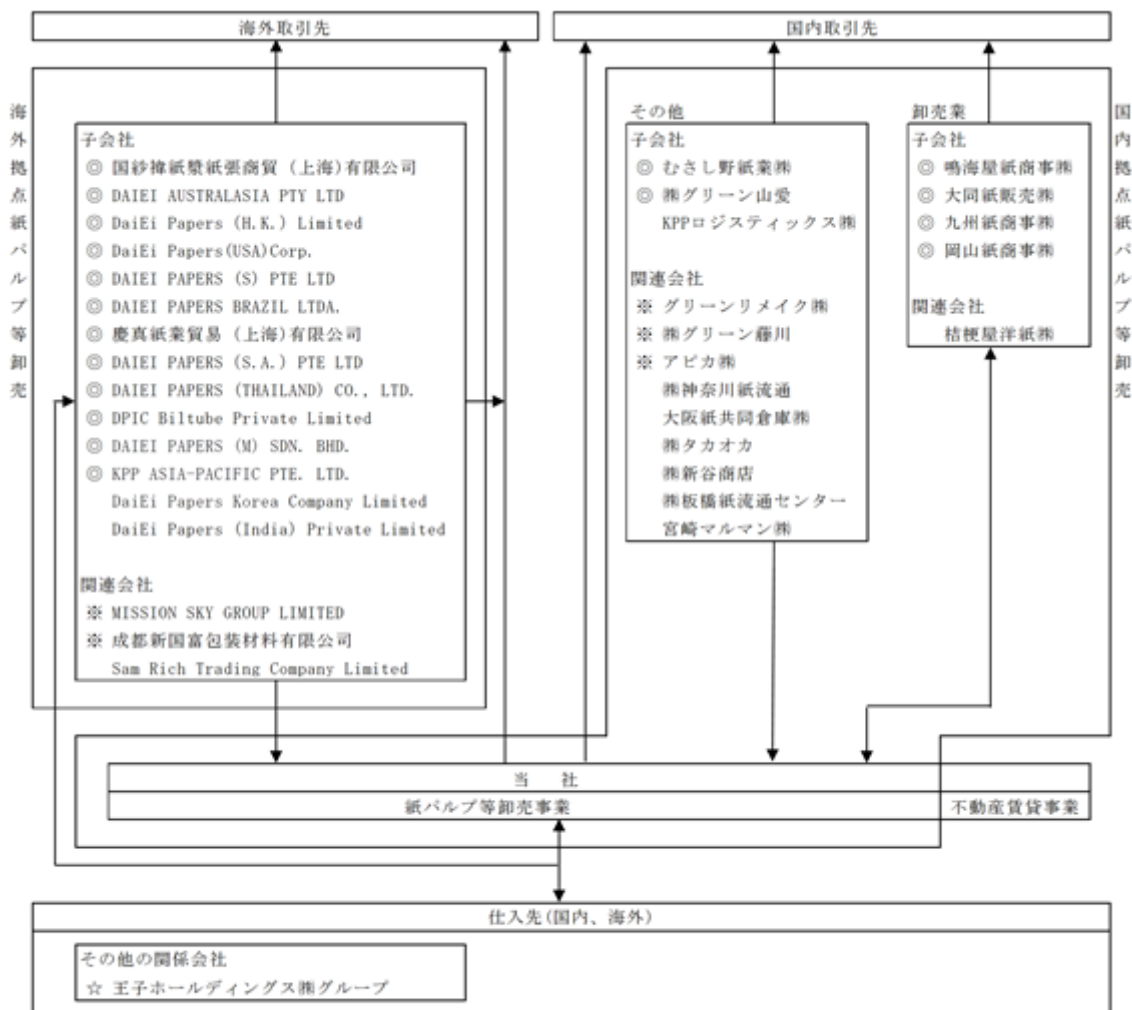 海外取引先
国内取引先
海外拠点紙パルプ等卸売
子会社
◎ 国紗褘紙漿紙張商貿 (上海)有限公司
◎ DAIEI AUSTRALASIA PTY LTD
◎ DaiEi Papers (H.K.) Limited
◎ DaiEi Papers(USA)Corp.
◎ DAIEI PAPERS (S) PTE LTD
◎ DAIEI PAPERS BRAZIL LTDA.
◎慶真紙業貿易 (上海)有限公司
◎ DAIEI PAPERS (S.A.) PTE LTD
◎ DAIEI PAPERS (THAILAND) CO., LTD.
◎ DPIC Biltube Private Limited
◎ DAIEI PAPERS (M) SDN. BHD.
◎ KPP ASIA-PACIFIC PTE. LTD.
DaiEi Papers Korea Company Limited
DaiEi Papers (India) Private Limited
関連会社
※ MISSION SKY GROUP LIMITED
※ 成都新国富包装材料有限公司
Sam Rich Trading Company Limited
その他
子会社
◎ むさし野紙業㈱
◎ ㈱グリーン山愛
KPPロジスティックス㈱
関連会社
※ グリーンリメイク㈱
※ ㈱グリーン藤川
※ アピカ㈱
㈱神奈川紙流通
大阪紙共同倉庫㈱
㈱タカオカ
㈱新谷商店
㈱板橋紙流通センター
宮崎マルマン㈱
卸売業
子会社
◎ 鳴海屋紙商事㈱
◎ 大同紙販売㈱
◎ 九州紙商事㈱
◎ 岡山紙商事㈱
関連会社
桔梗屋洋紙㈱
国内拠点紙パルプ等卸売
当 社
紙パルプ等卸売事業
不動産賃貸事業
仕入先(国内、海外)
その他の関係会社
☆ 王子ホールディングス㈱グループ